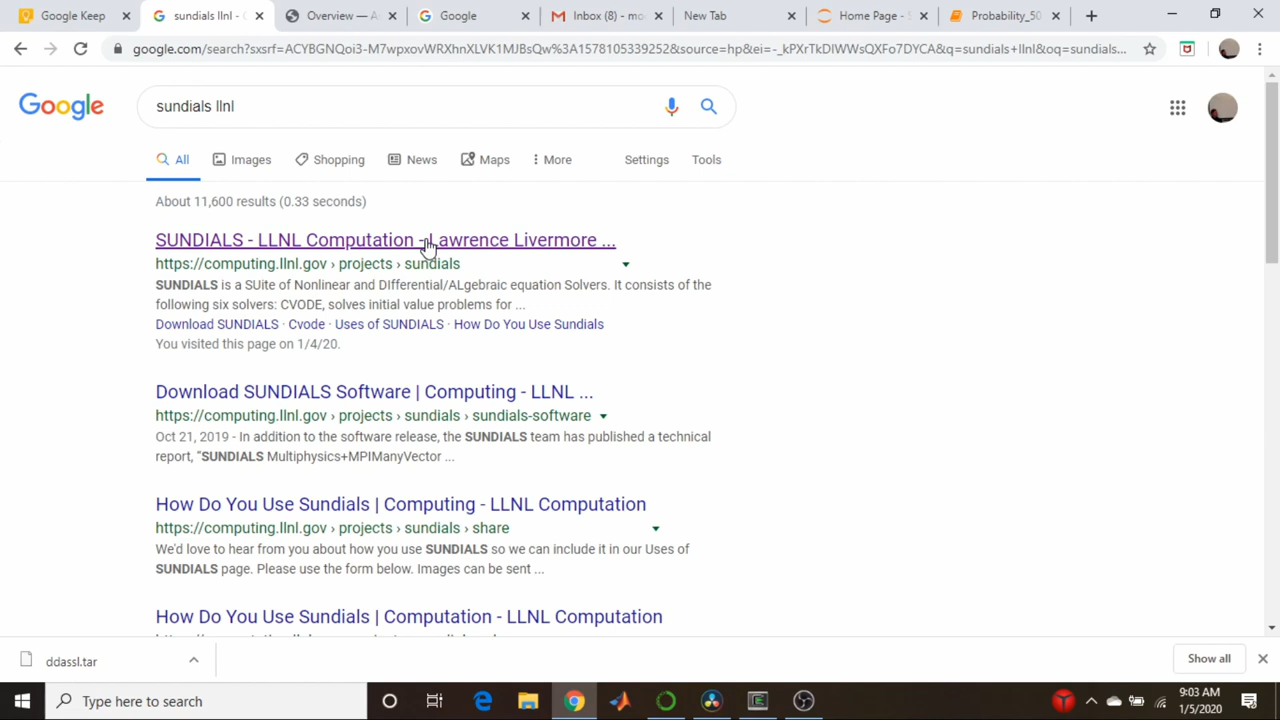 Google Keep
sundials llnl -
Overview — A
Google
Inbox (8) - mo
New Tab
Home Page - S
Probability_50
google.com/search?sxsrf=ACYBGNQoi3-M7wpxovWRXhnXLVK1MJBsQw%3A1578105339252&source=hp&ei=-_kPXrTkDIWWsQXFo7DYCA&q=sundials+llnl&oq=sundials...
Google
sundials llnl
All Images Shopping News Maps More Settings Tools
About 11,600 results (0.33 seconds)
SUNDIALS - LLNL Computation - Lawrence Livermore ...
https://computing.llnl.gov › projects › sundials
SUNDIALS is a SUite of Nonlinear and DIfferential/ALgebraic equation Solvers. It consists of the
following six solvers: CVODE, solves initial value problems for ...
Download SUNDIALS · Cvode · Uses of SUNDIALS · How Do You Use Sundials
You visited this page on 1/4/20.
Download SUNDIALS Software | Computing - LLNL ...
https://computing.llnl.gov › projects › sundials › sundials-software
Oct 21, 2019 - In addition to the software release, the SUNDIALS team has published a technical
report, "SUNDIALS Multiphysics+MPIManyVector ...
How Do You Use Sundials | Computing - LLNL Computation
https://computing.llnl.gov › projects › sundials › share
We'd love to hear from you about how you use SUNDIALS so we can include it in our Uses of
SUNDIALS page. Please use the form below. Images can be sent ...
How Do You Use Sundials | Computation - LLNL Computation
ddassl.tar
Show all
Type here to search
9:03 AM
1/5/2020